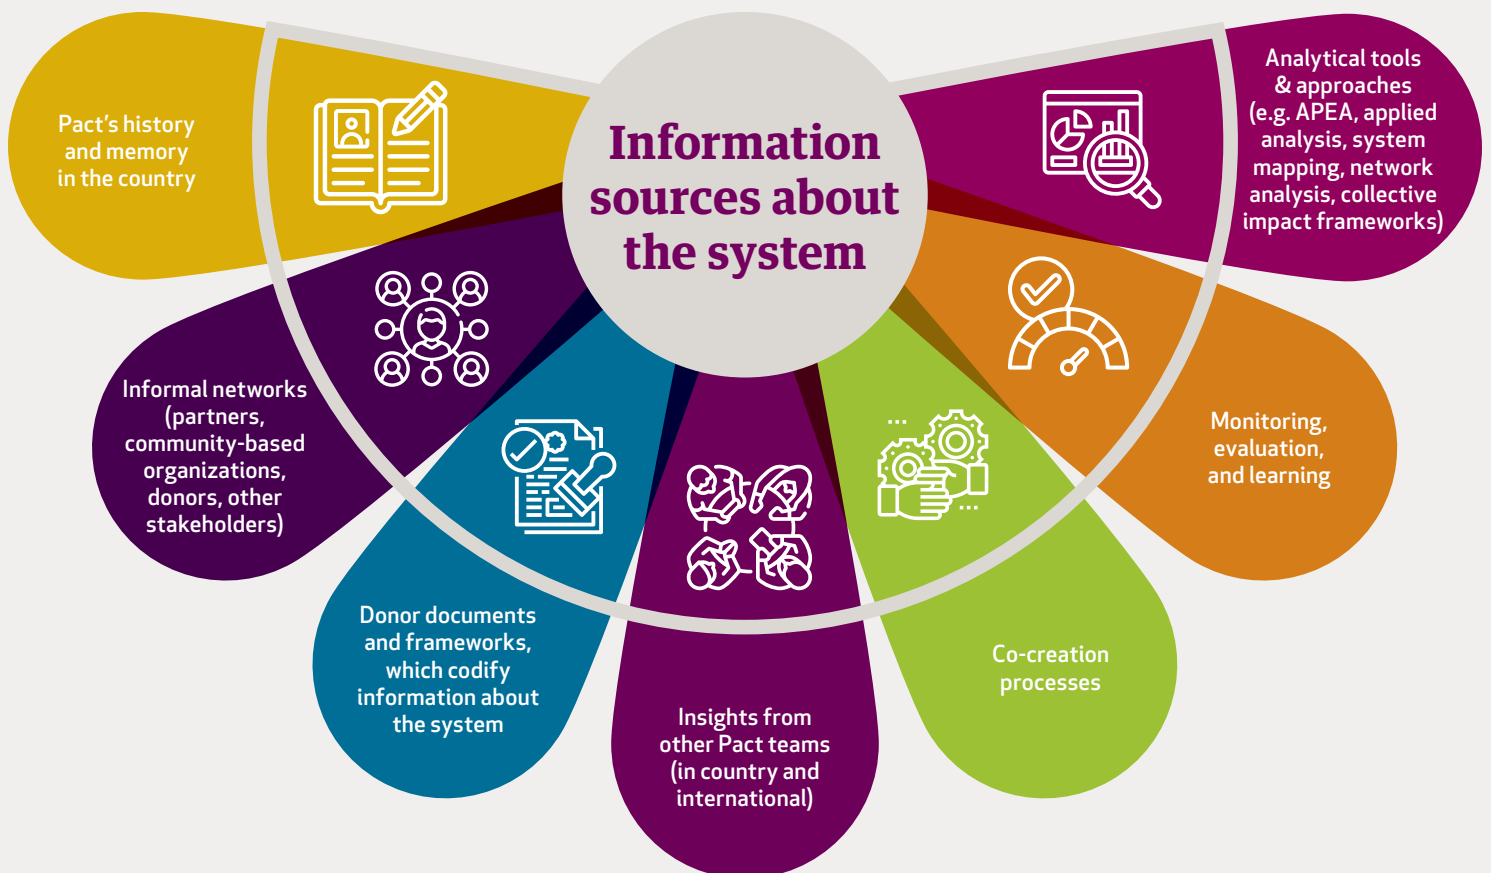 Information
sources about
the system
Pact's history
and memory
in the country
Informal networks
(partners,
community-based
organizations,
donors, other
stakeholders)
Donor documents
and frameworks,
which codify
information about
the system
Insights from
other Pact teams
(in country and
international)
Co-creation
processes
Monitoring,
evaluation,
and learning
Analytical tools
& approaches
(e.g. APEA, applied
analysis, system
mapping, network
analysis, collective
impact frameworks)